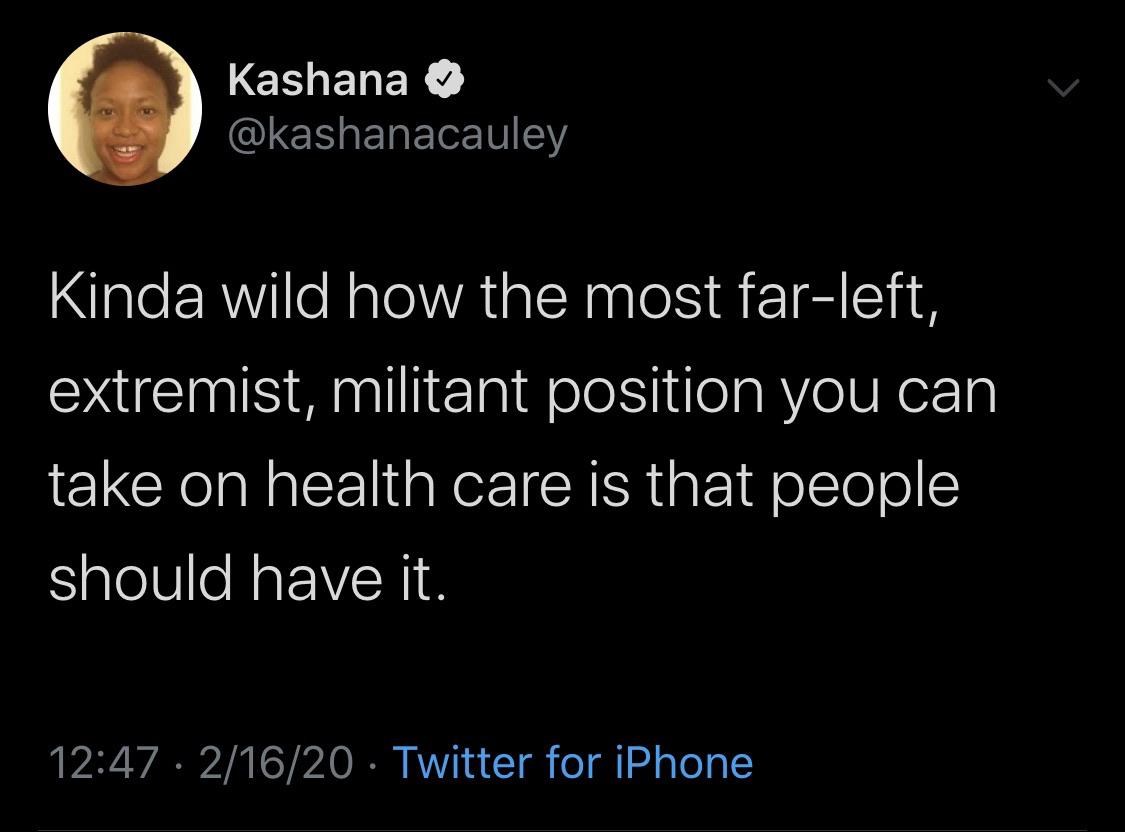 Kashana
@kashanacauley
Kinda wild how the most far-left,
extremist, militant position you can
take on health care is that people
should have it.
12:47 · 2/16/20 · Twitter for iPhone